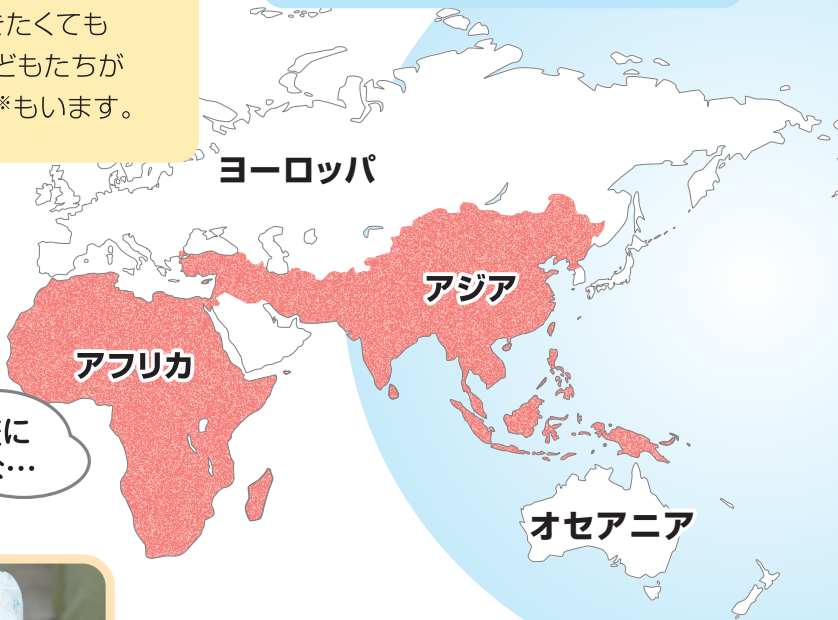 きたくても
どもたちが
※もいます。
ヨーロッパ
アジア
アフリカ
に
…
オセアニア